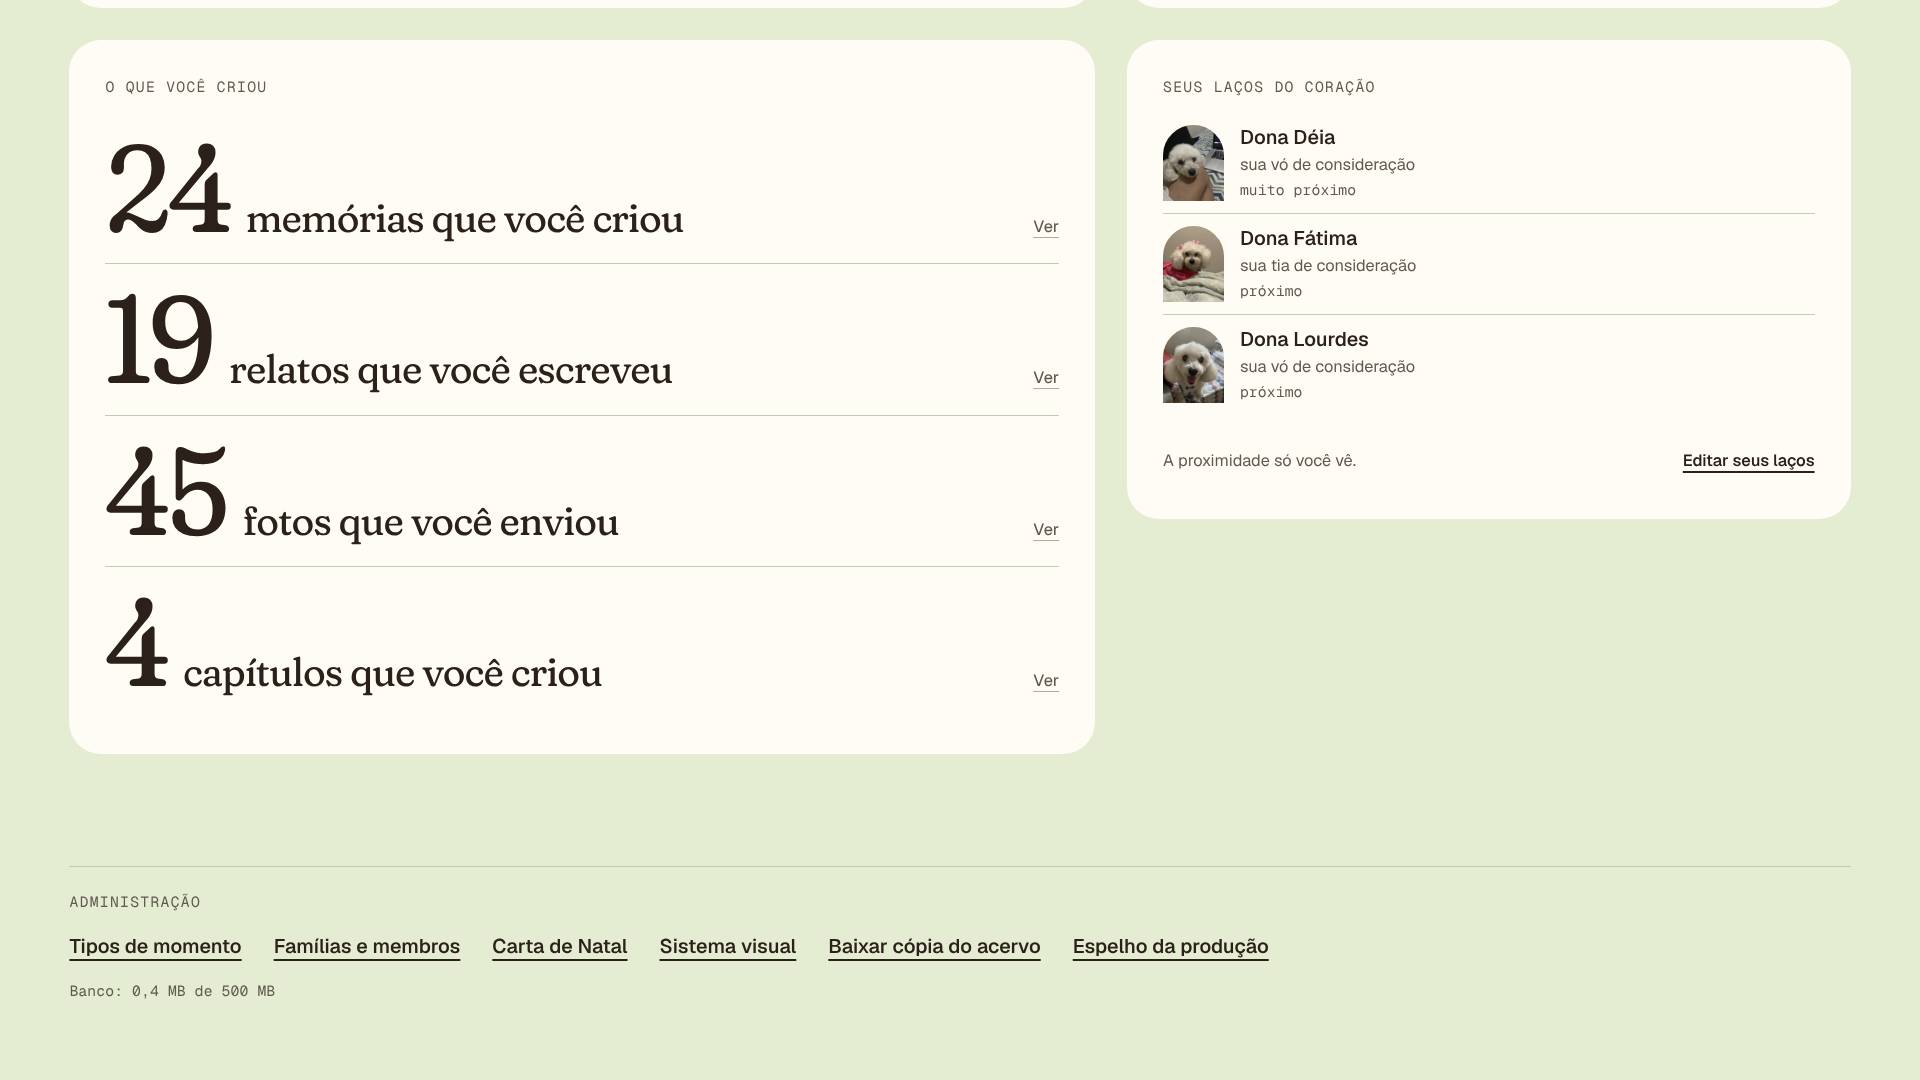 O QUE VOCÊ CRIOU
24 memórias que você criou
Ver
19 relatos que você escreveu
Ver
45 fotos que você enviou
Ver
4 capítulos que você criou
Ver
SEUS LAÇOS DO CORAÇÃO
Dona Déia
sua vó de consideração
muito próximo
Dona Fátima
sua tia de consideração
próximo
Dona Lourdes
sua vó de consideração
próximo
A proximidade só você vê.
Editar seus laços
ADMINISTRAÇÃO
Tipos de momento Famílias e membros Carta de Natal Sistema visual Baixar cópia do acervo Espelho da produção
Banco: 0,4 MB de 500 MB